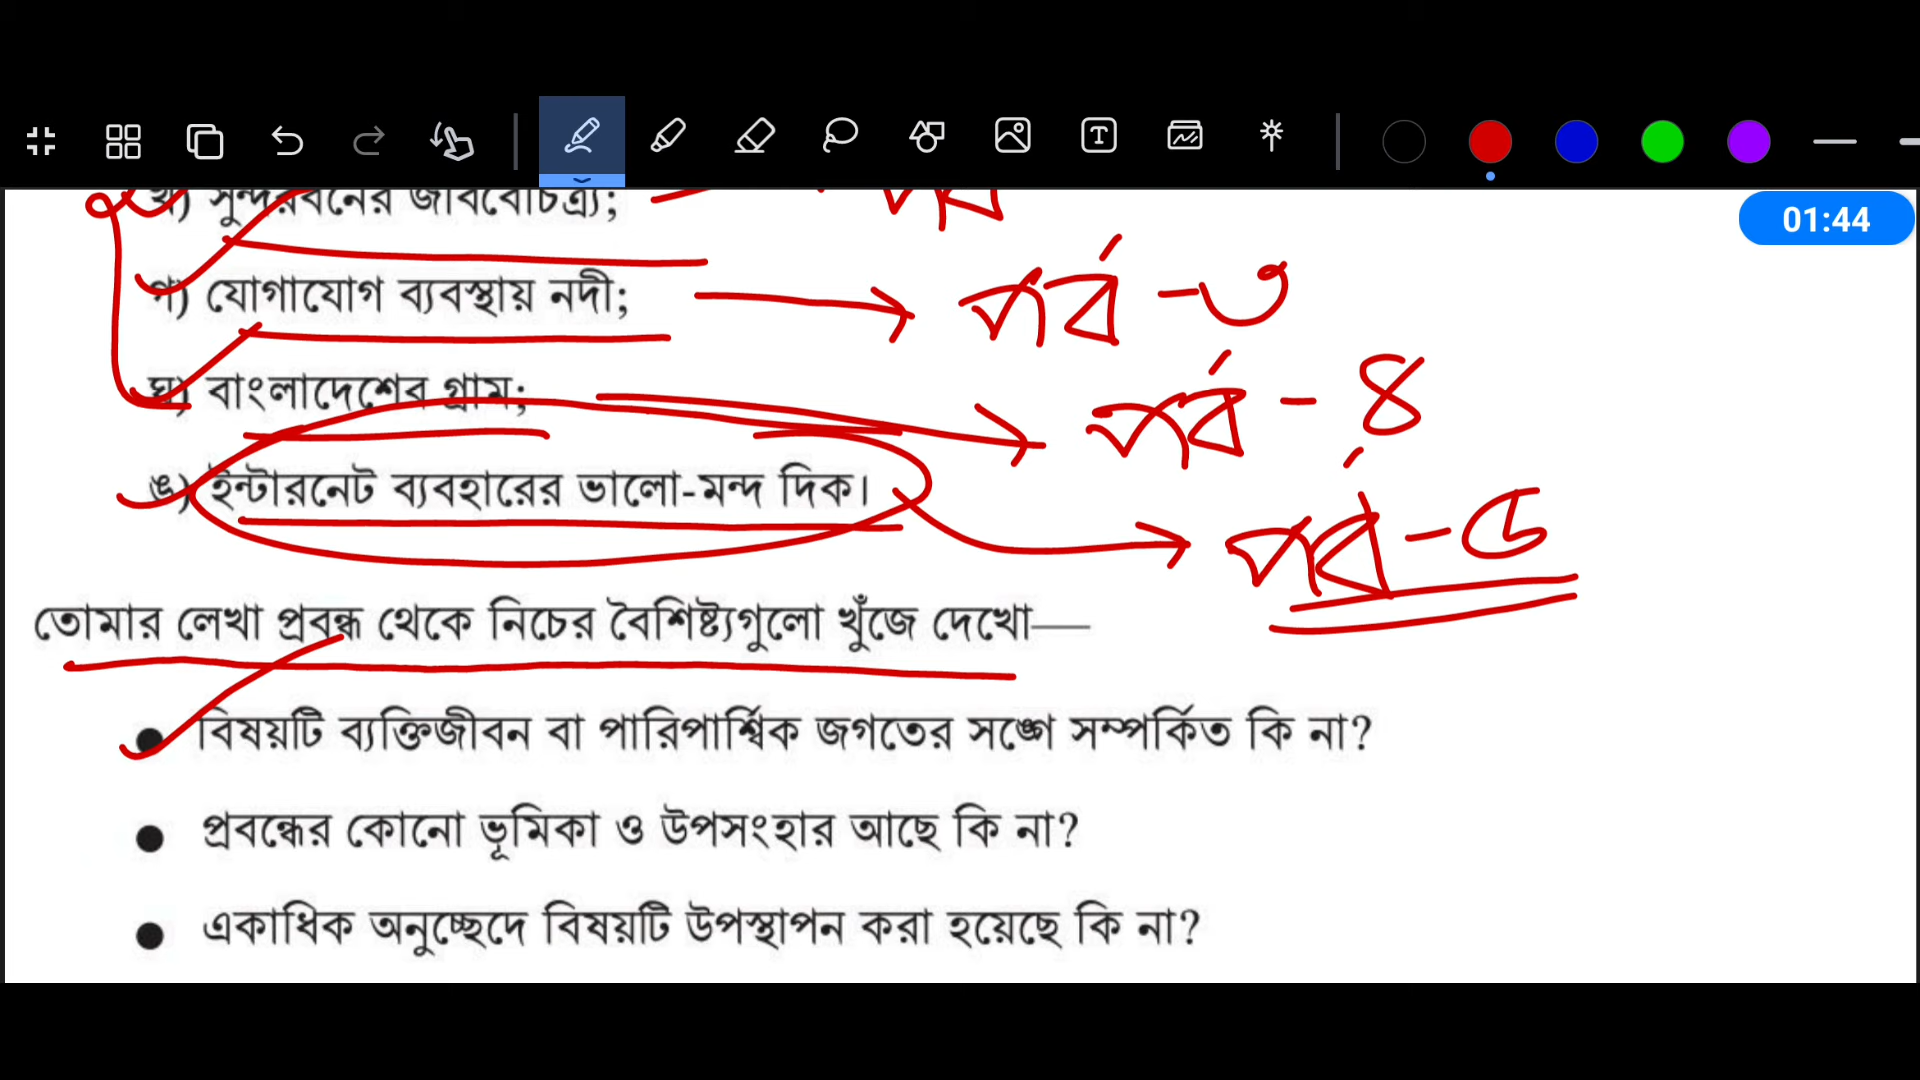 01:44
খ) সুন্দরবনের জীববৈচিত্র্য;
গ) যোগাযোগ ব্যবস্থায় নদী; পর্ব - ৩
ঘ) বাংলাদেশের গ্রাম; পর্ব - ৪
ঙ) ইন্টারনেট ব্যবহারের ভালো-মন্দ দিক। পর্ব - ৫
তোমার লেখা প্রবন্ধ থেকে নিচের বৈশিষ্ট্যগুলো খুঁজে দেখো—
● বিষয়টি ব্যক্তিজীবন বা পারিপার্শ্বিক জগতের সঙ্গে সম্পর্কিত কি না?
● প্রবন্ধের কোনো ভূমিকা ও উপসংহার আছে কি না?
● একাধিক অনুচ্ছেদে বিষয়টি উপস্থাপন করা হয়েছে কি না?